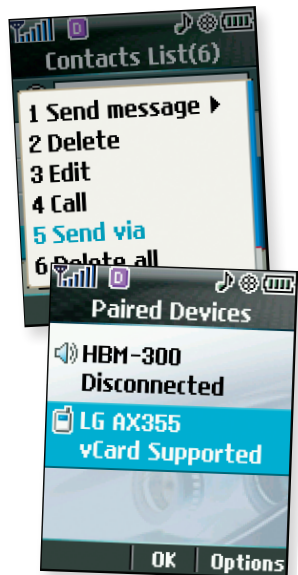 D
Contacts List(6)
1 Send message
2 Delete
3 Edit
4 Call
5 Send via
6 Delete all
D
Paired Devices
HBM-300
Disconnected
LG AX355
vCard Supported
OK Options